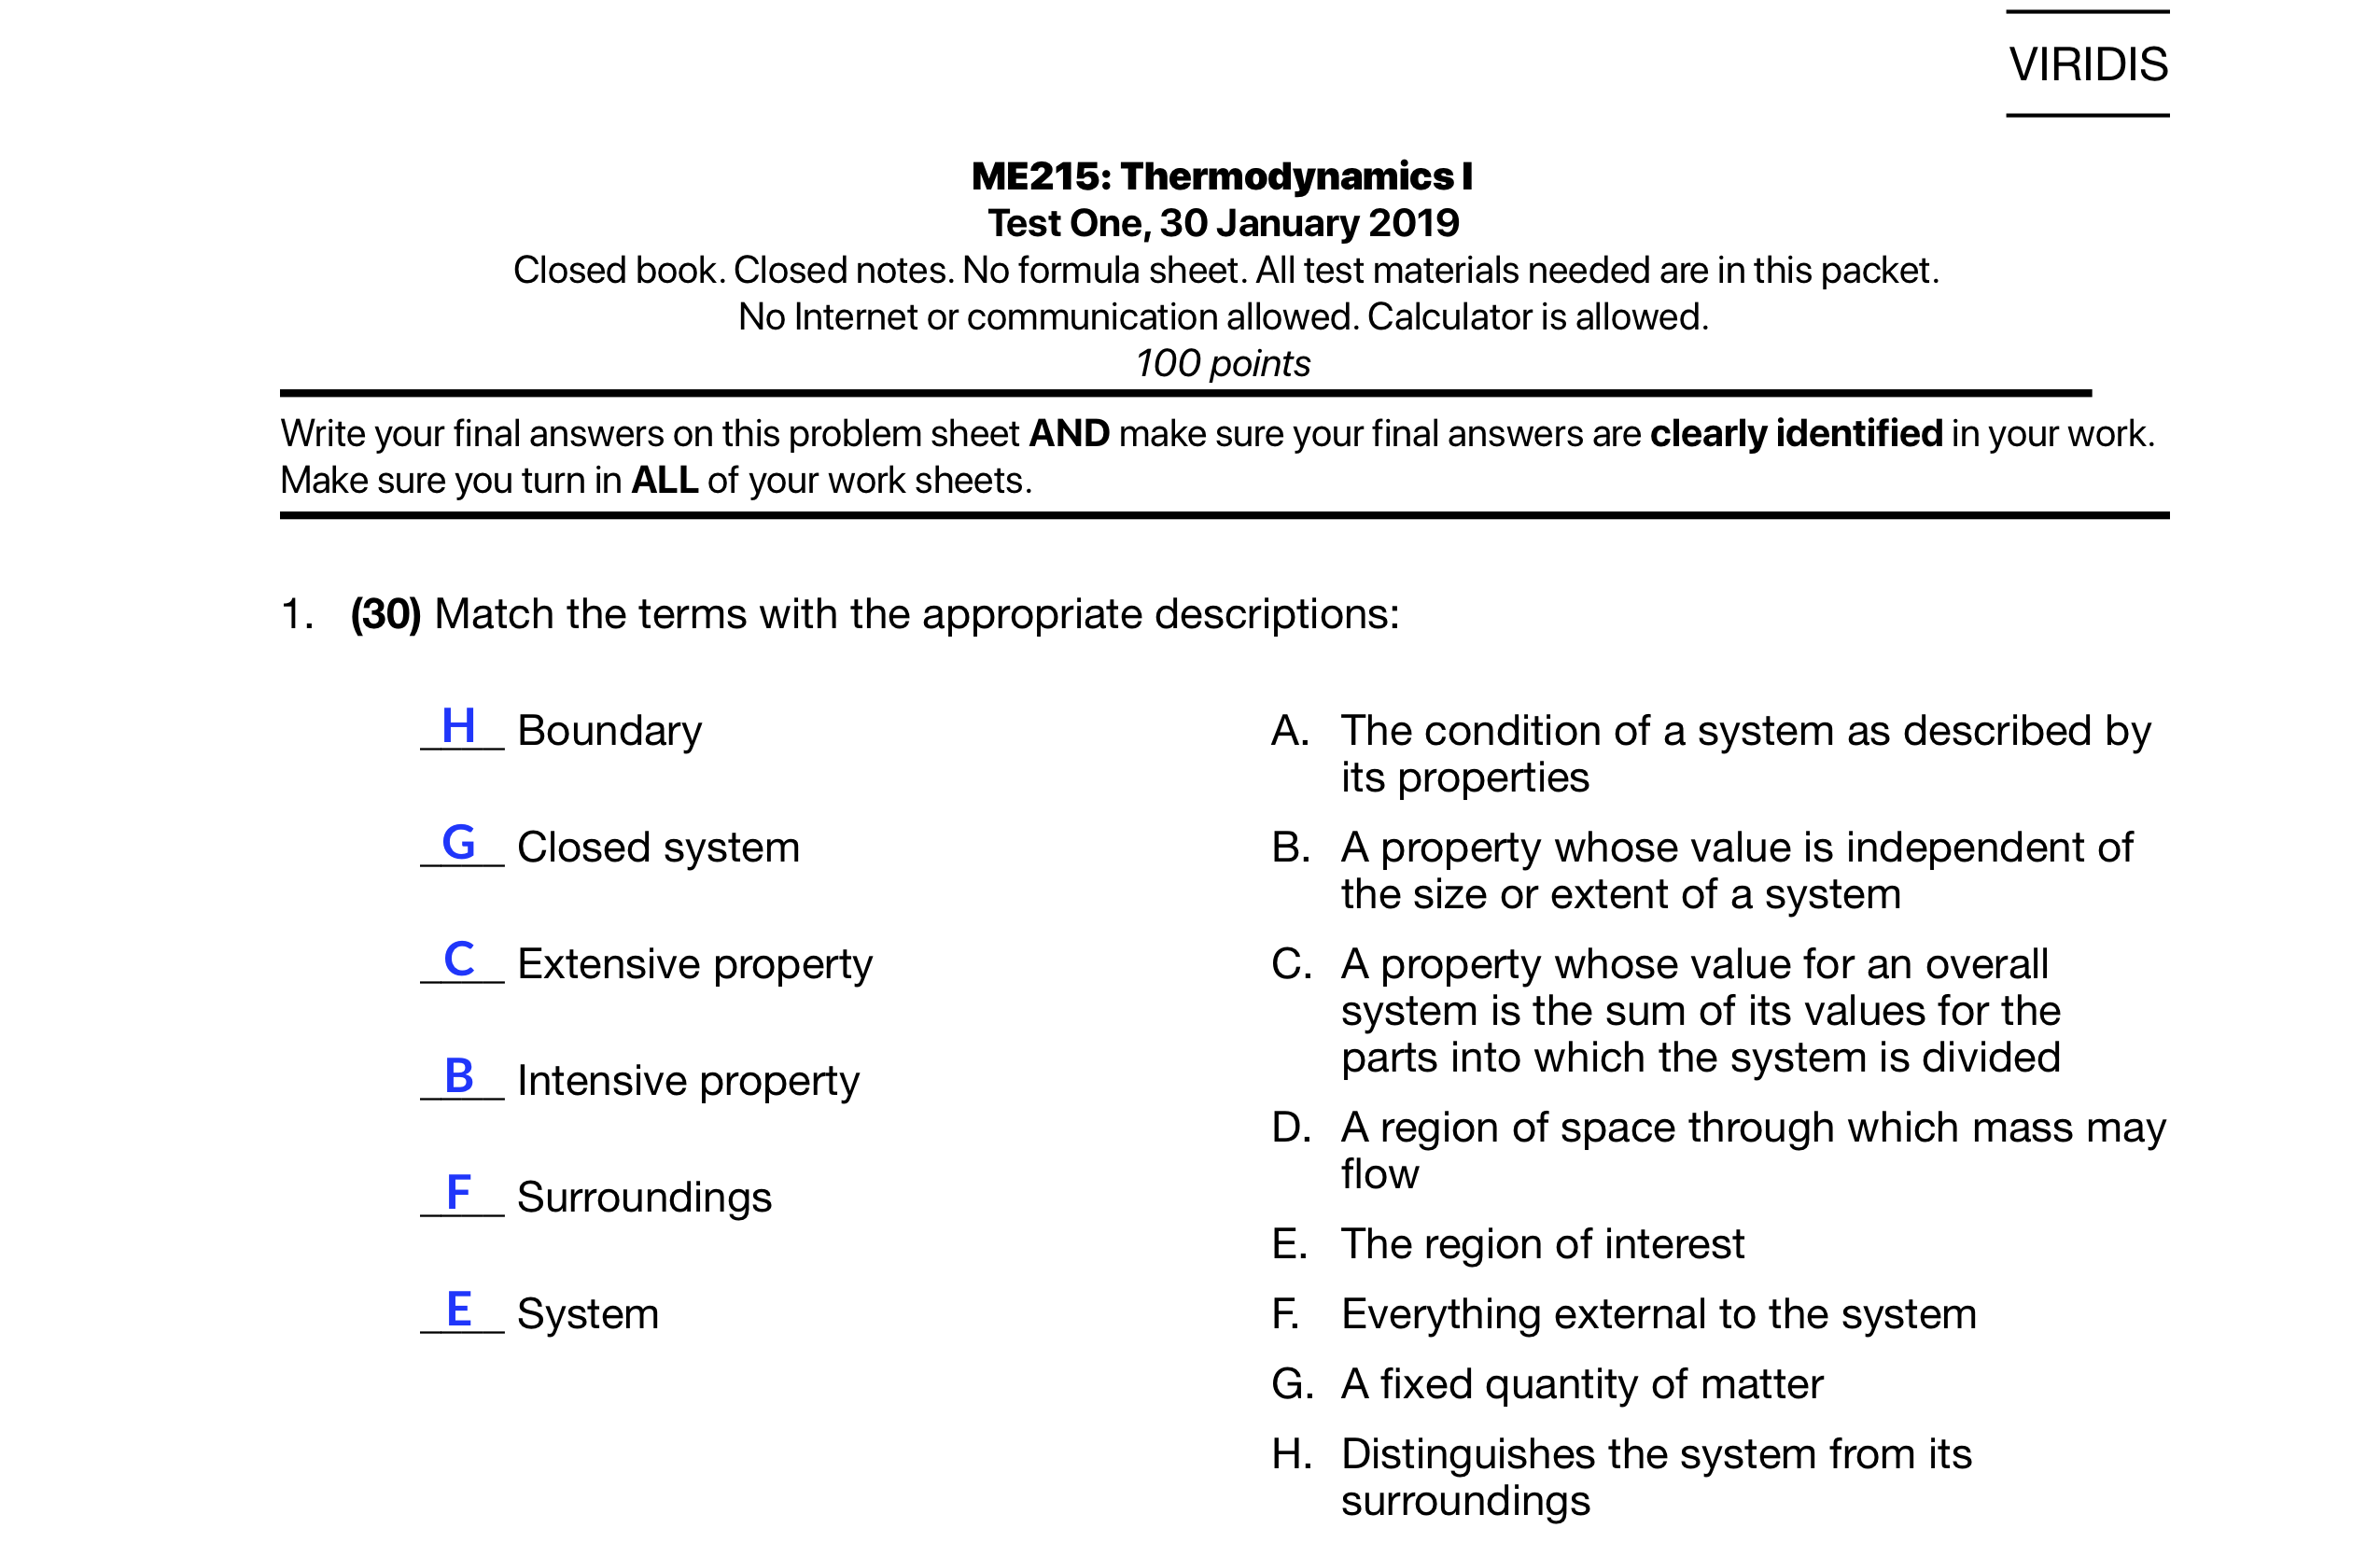 VIRIDIS
ME215: Thermodynamics I
Test One, 30 January 2019
Closed book. Closed notes. No formula sheet. All test materials needed are in this packet.
No Internet or communication allowed. Calculator is allowed.
100 points
Write your final answers on this problem sheet AND make sure your final answers are clearly identified in your work.
Make sure you turn in ALL of your work sheets.
1. (30) Match the terms with the appropriate descriptions:
H Boundary
G Closed system
C Extensive property
B Intensive property
F Surroundings
E System
A. The condition of a system as described by
its properties
B. A property whose value is independent of
the size or extent of a system
C. A property whose value for an overall
system is the sum of its values for the
parts into which the system is divided
D. A region of space through which mass may
flow
E. The region of interest
F. Everything external to the system
G. A fixed quantity of matter
H. Distinguishes the system from its
surroundings